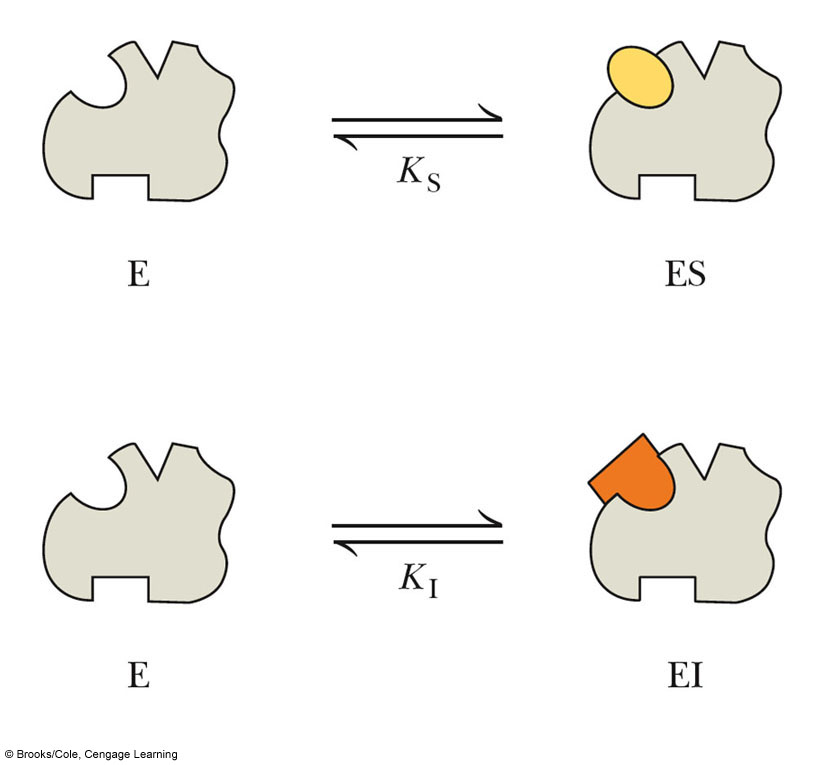 K_S
E ES
K_I
E EI
© Brooks/Cole, Cengage Learning